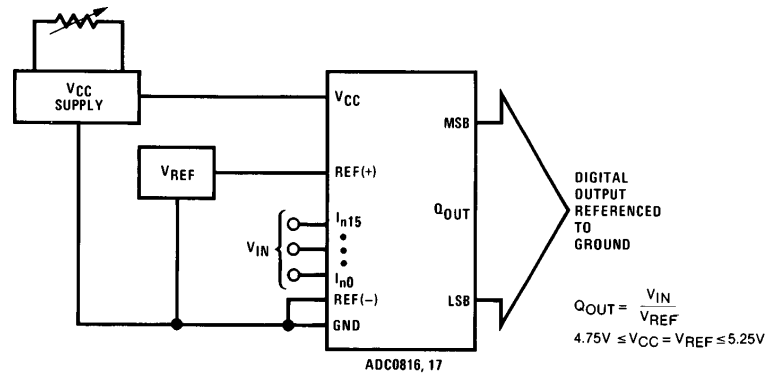 VCC
SUPPLY
VREF
VCC
REF(+)
VIN
In15
In0
REF(−)
GND
MSB
QOUT
LSB
ADC0816, 17
DIGITAL
OUTPUT
REFERENCED
TO
GROUND
QOUT = VIN
VREF
4.75V ≤ VCC = VREF ≤ 5.25V